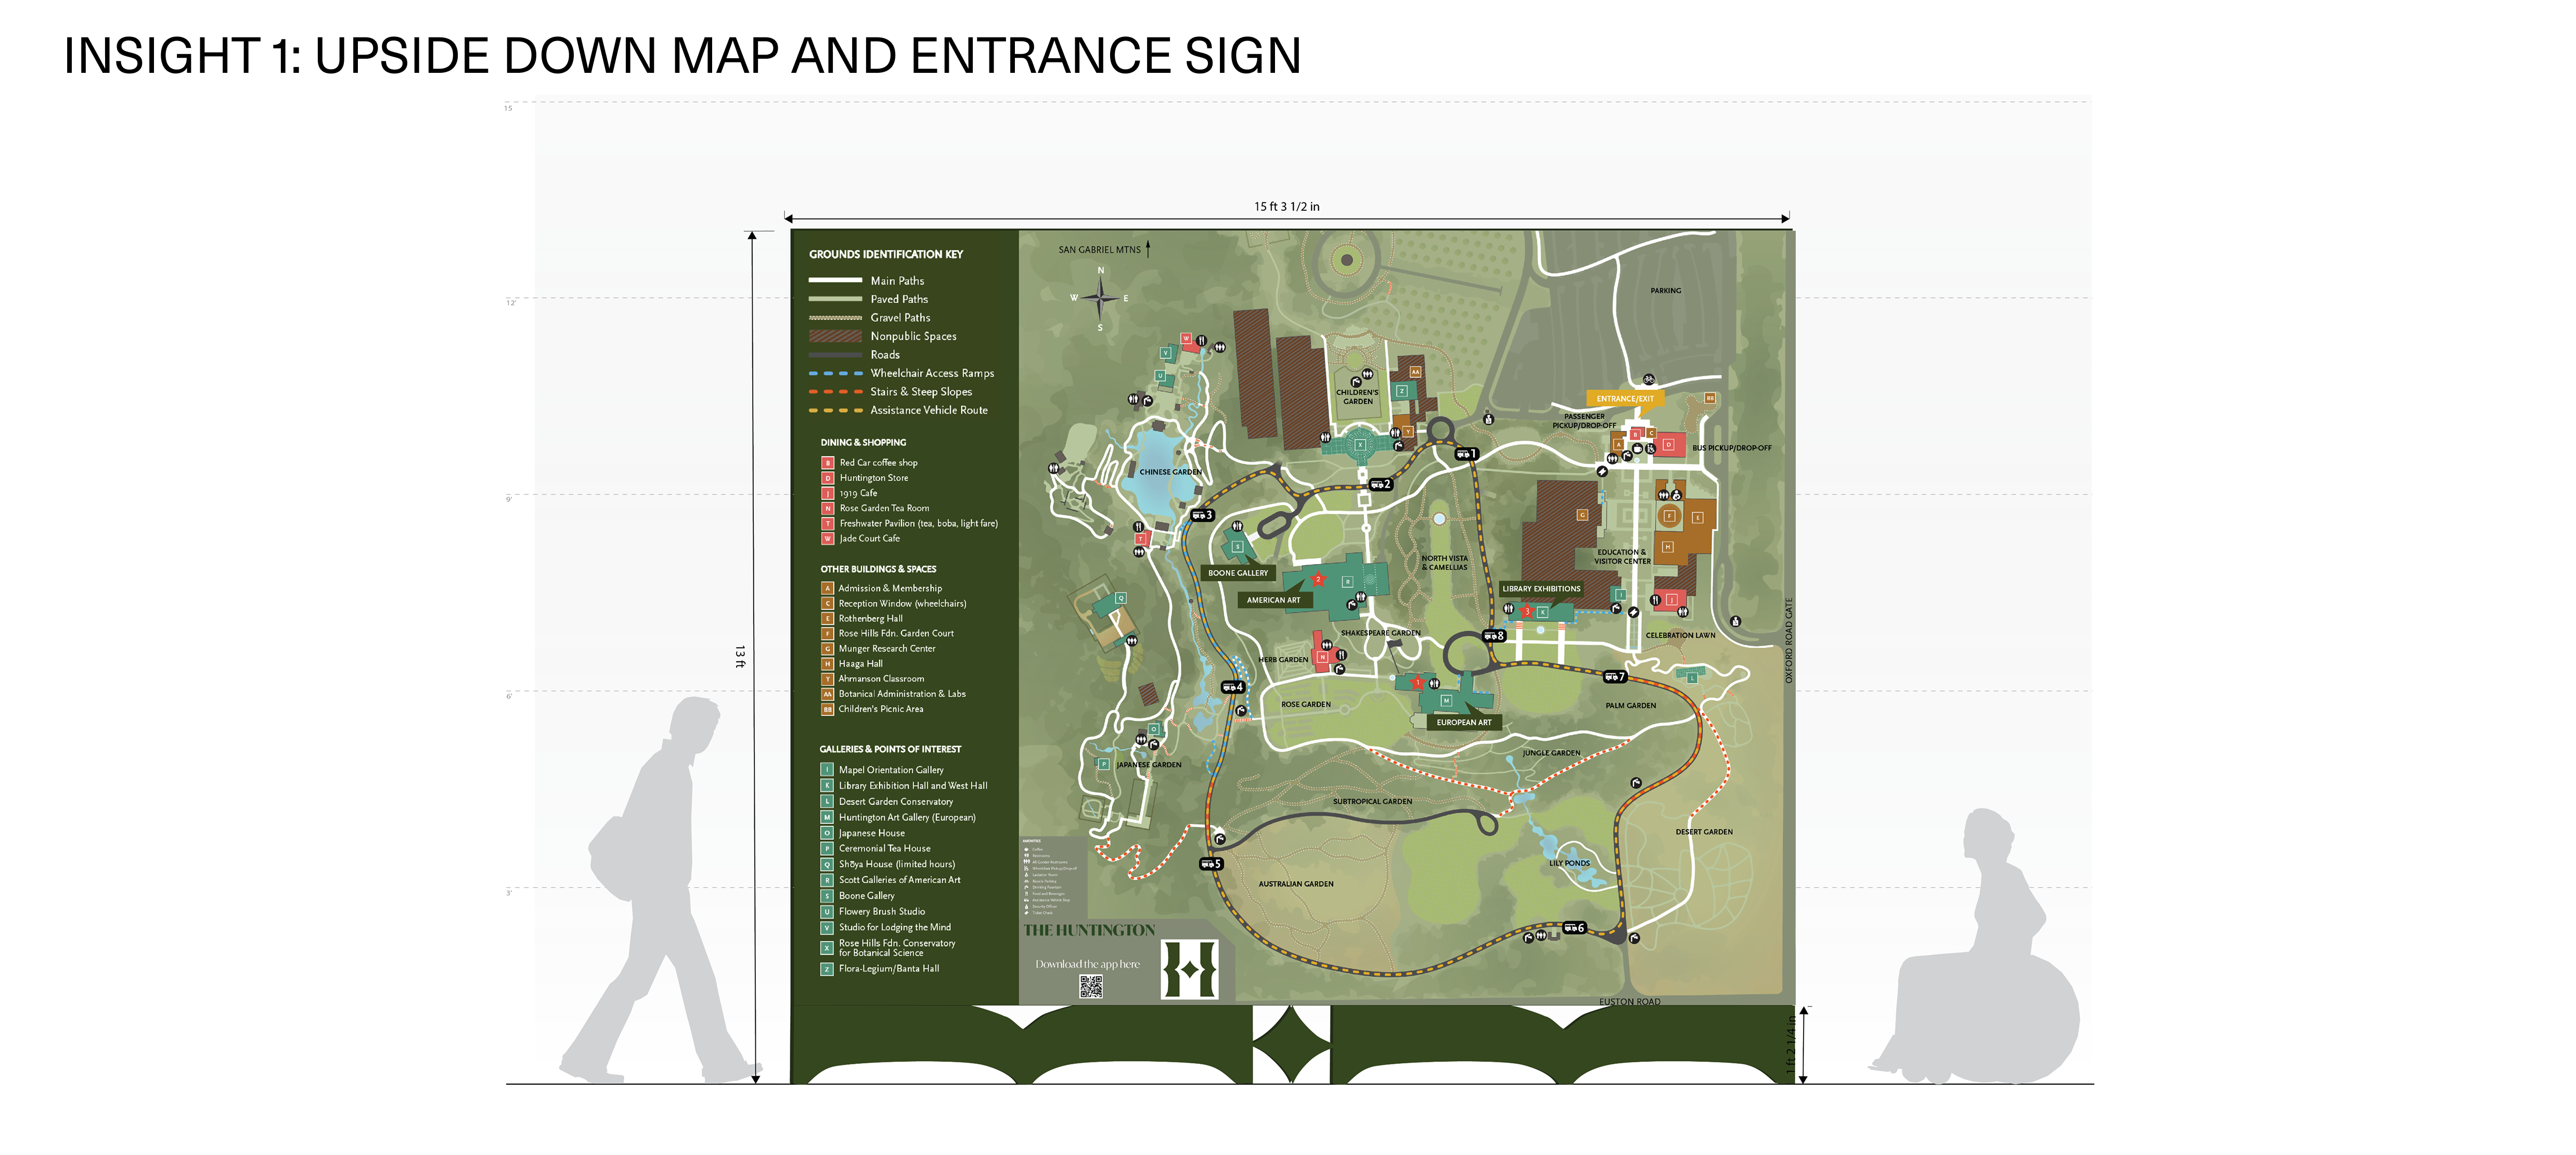 INSIGHT 1: UPSIDE DOWN MAP AND ENTRANCE SIGN
15
12'
9'
6'
3'
15 ft 3 1/2 in
13 ft
1 ft 2 1/4 in
GROUNDS IDENTIFICATION KEY
Main Paths
Paved Paths
Gravel Paths
Nonpublic Spaces
Roads
Wheelchair Access Ramps
Stairs & Steep Slopes
Assistance Vehicle Route
DINING & SHOPPING
B Red Car coffee shop
D Huntington Store
J 1919 Cafe
N Rose Garden Tea Room
T Freshwater Pavilion (tea, boba, light fare)
W Jade Court Cafe
OTHER BUILDINGS & SPACES
A Admission & Membership
C Reception Window (wheelchairs)
E Rothenberg Hall
F Rose Hills Fdn. Garden Court
G Munger Research Center
H Haaga Hall
Y Ahmanson Classroom
AA Botanical Administration & Labs
BB Children's Picnic Area
GALLERIES & POINTS OF INTEREST
I Mapel Orientation Gallery
K Library Exhibition Hall and West Hall
L Desert Garden Conservatory
M Huntington Art Gallery (European)
O Japanese House
P Ceremonial Tea House
Q Shōya House (limited hours)
R Scott Galleries of American Art
S Boone Gallery
U Flowery Brush Studio
V Studio for Lodging the Mind
X Rose Hills Fdn. Conservatory
for Botanical Science
Z Flora-Legium/Banta Hall
SAN GABRIEL MTNS
N
W E
S
PARKING
W
V
U
AA
Z
CHILDREN'S
GARDEN
ENTRANCE/EXIT
BB
PASSENGER
PICKUP/DROP-OFF
Y
X
B
C
A
D
BUS PICKUP/DROP-OFF
1
CHINESE GARDEN
2
3
G
F
E
H
T
S
EDUCATION &
VISITOR CENTER
NORTH VISTA
& CAMELLIAS
BOONE GALLERY
2
R
LIBRARY EXHIBITIONS
I
Q
AMERICAN ART
J
3
K
SHAKESPEARE GARDEN
8
CELEBRATION LAWN
OXFORD ROAD GATE
HERB GARDEN
N
7
L
4
1
M
ROSE GARDEN
PALM GARDEN
EUROPEAN ART
O
P
JAPANESE GARDEN
JUNGLE GARDEN
SUBTROPICAL GARDEN
DESERT GARDEN
5
LILY PONDS
AUSTRALIAN GARDEN
6
THE HUNTINGTON
Download the app here
EUSTON ROAD